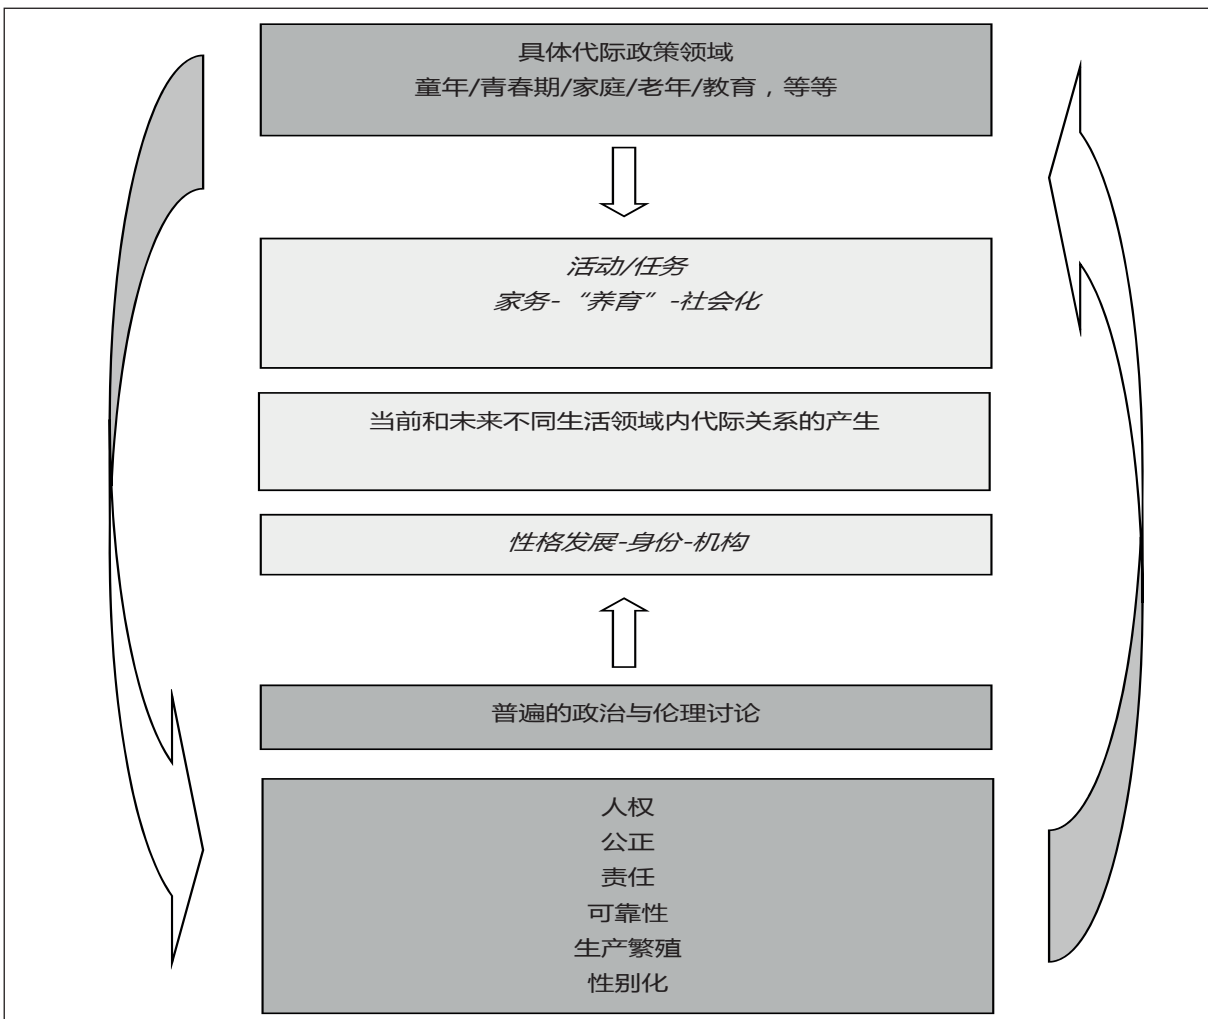 具体代际政策领域
童年/青春期/家庭/老年/教育，等等
活动/任务
家务-“养育”-社会化
当前和未来不同生活领域内代际关系的产生
性格发展-身份-机构
普遍的政治与伦理讨论
人权
公正
责任
可靠性
生产繁殖
性别化